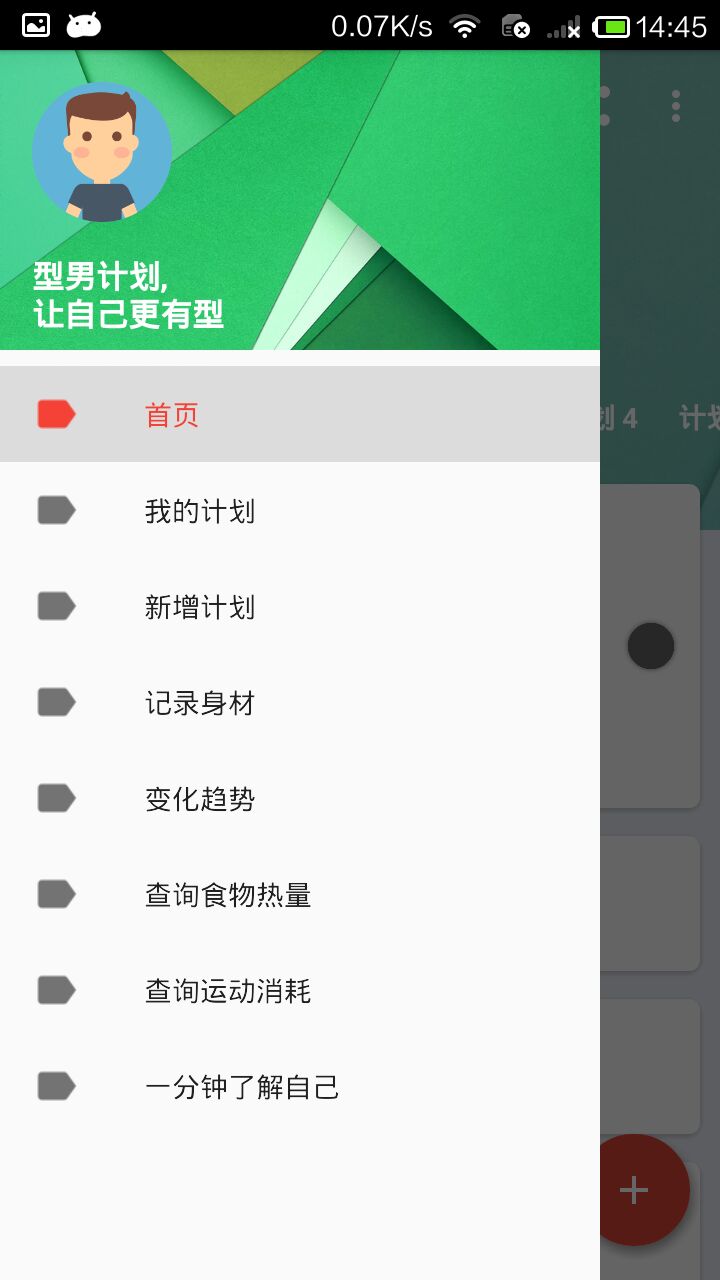 0.07K/s 14:45
型男计划,
让自己更有型
首页
我的计划
新增计划
记录身材
变化趋势
查询食物热量
查询运动消耗
一分钟了解自己
划 4 计划